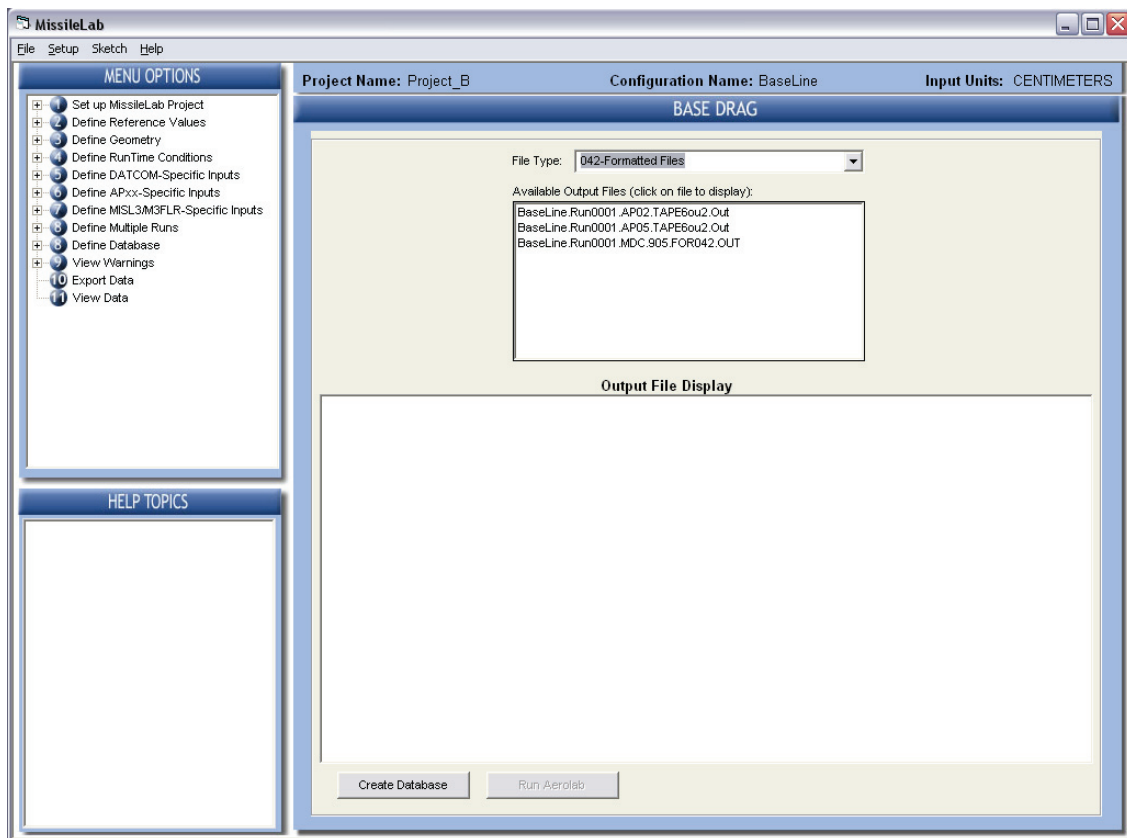 MissileLab
File Setup Sketch Help
MENU OPTIONS
1 Set up MissileLab Project
2 Define Reference Values
3 Define Geometry
4 Define RunTime Conditions
5 Define DATCOM-Specific Inputs
6 Define APxx-Specific Inputs
7 Define MISL3/M3FLR-Specific Inputs
8 Define Multiple Runs
8 Define Database
9 View Warnings
10 Export Data
11 View Data
HELP TOPICS
Project Name: Project_B Configuration Name: BaseLine Input Units: CENTIMETERS
BASE DRAG
File Type: 042-Formatted Files
Available Output Files (click on file to display):
BaseLine.Run0001.AP02.TAPE6ou2.Out
BaseLine.Run0001.AP05.TAPE6ou2.Out
BaseLine.Run0001.MDC.905.FOR042.OUT
Output File Display
Create Database Run Aerolab